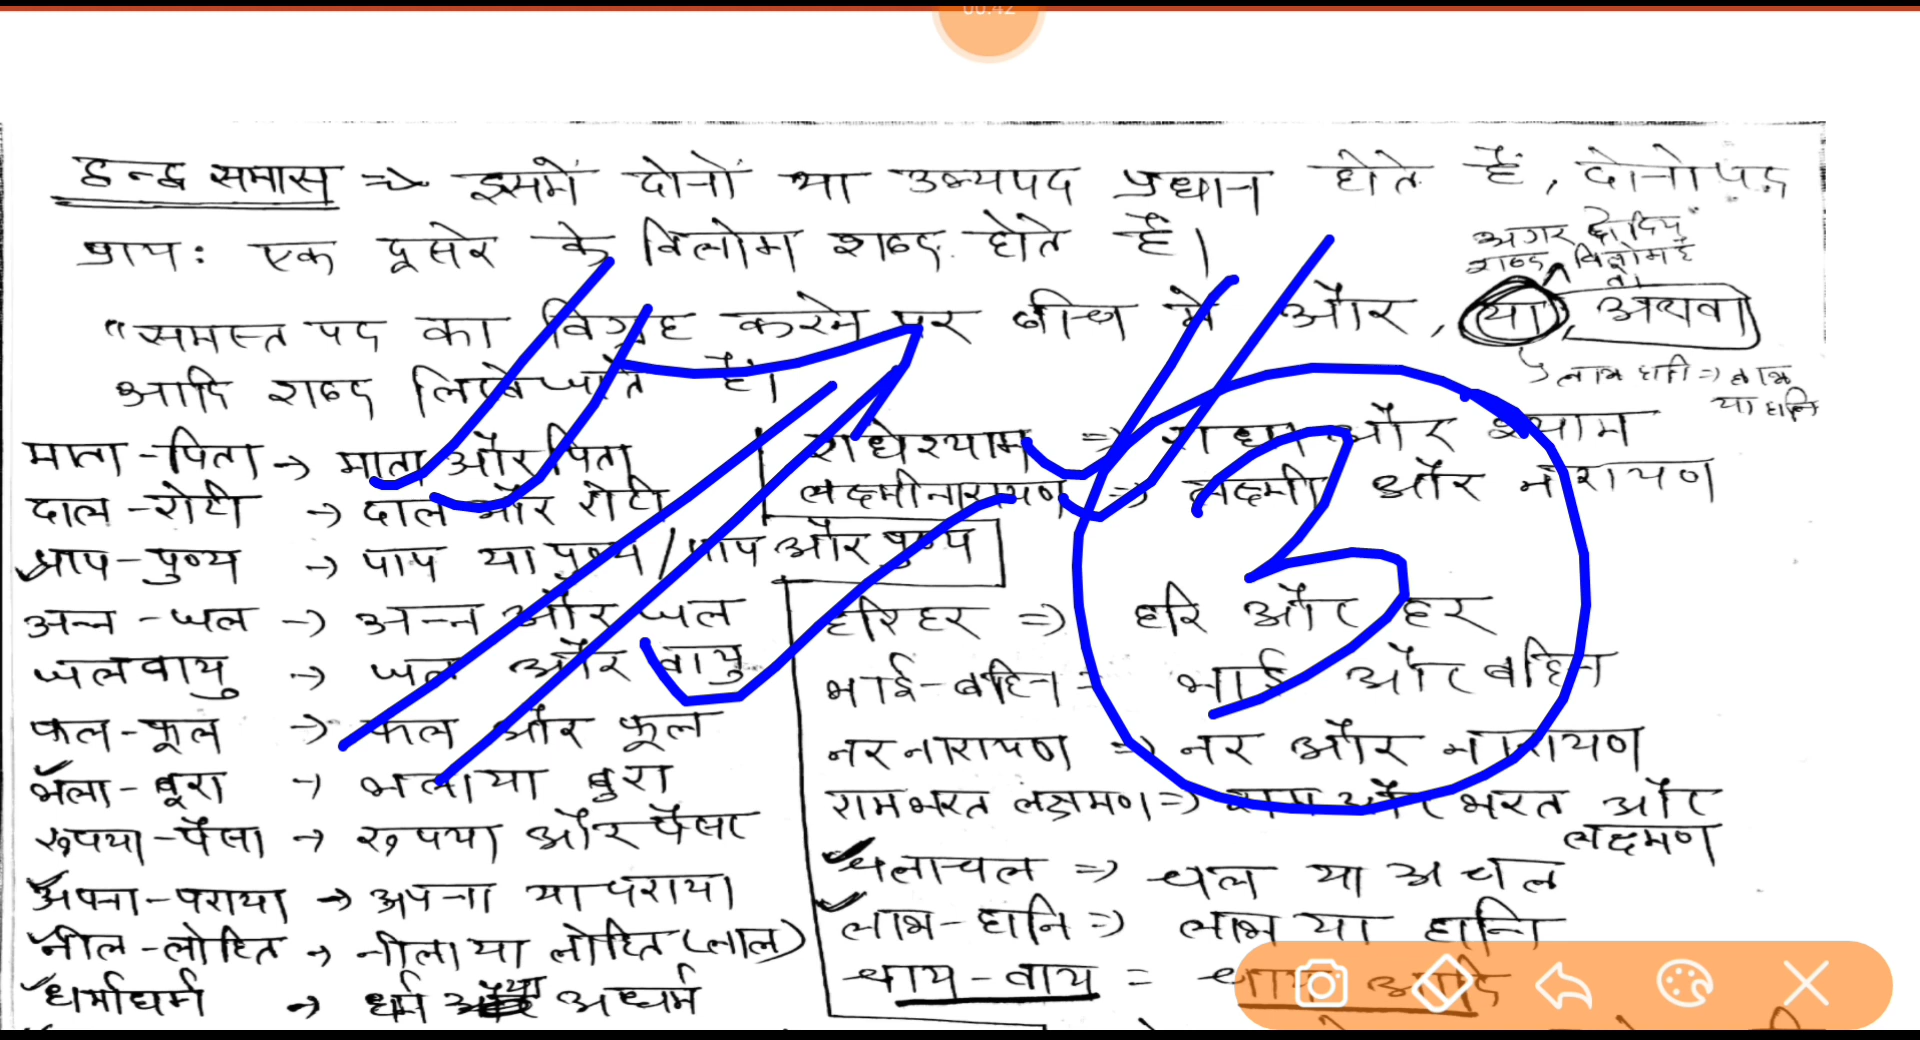 00:42
द्वन्द्व समास => इसमें दोनों या उभयपद प्रधान होते हैं, दोनो पद
प्राय: एक दूसेर के विलोम शब्द होते हैं।
अगर दो दिए
शब्द विलोम हैं
तो
"समस्त पद का विग्रह करने पर बीच में और, या, अथवा
आदि शब्द लिखे जाते हैं।
लाभ हानि => लाभ
या हानि
माता-पिता -> माता और पिता
दाल-रोटी -> दाल और रोटी
पाप-पुण्य -> पाप या पुण्य / पाप और पुण्य
अन्न-जल -> अन्न और जल
जलवायु -> जल और वायु
फल-फूल -> फल और फूल
भला-बूरा -> भला या बुरा
रूपया-पैसा -> रूपया और पैसा
अपना-पराया -> अपना या पराया
नील-लोहित -> नीला या लोहित (लाल)
धर्माधर्म -> धर्म या अधर्म
राधेश्याम => राधा और श्याम
लक्ष्मीनारायण => लक्ष्मी और नारायण
हरिहर => हरि और हर
भाई-बहिन = भाई और बहिन
नरनारायण => नर और नारायण
रामभरत लक्ष्मण => राम और भरत और
लक्ष्मण
चलाचल => चल या अचल
लाभ-हानि => लाभ या हानि
चाय-वाय = चाय आदि
3